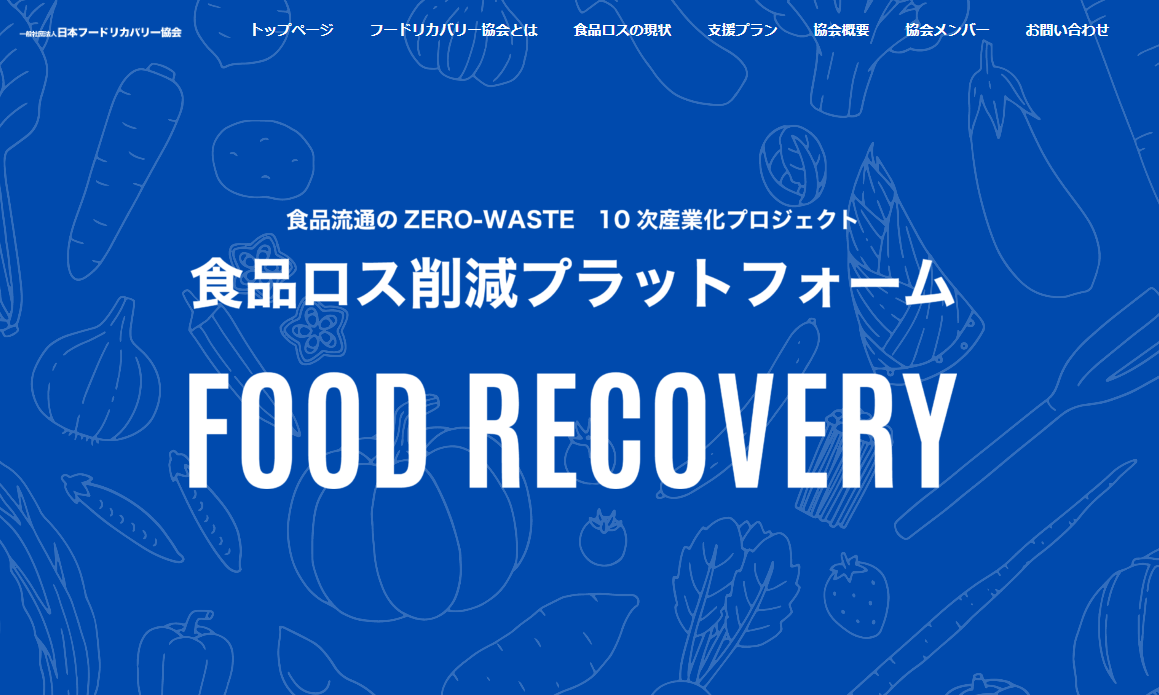 一般社団法人日本フードリカバリー協会
トップページ フードリカバリー協会とは 食品ロスの現状 支援プラン 協会概要 協会メンバー お問い合わせ
食品流通の ZERO-WASTE　10 次産業化プロジェクト
食品ロス削減プラットフォーム
FOOD RECOVERY